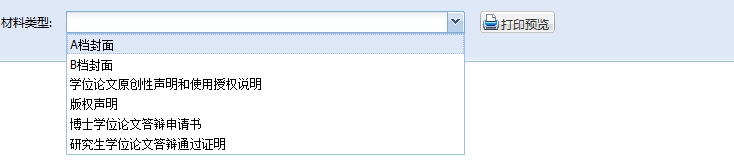 材料类型: 打印预览
A档封面
B档封面
学位论文原创性声明和使用授权说明
版权声明
博士学位论文答辩申请书
研究生学位论文答辩通过证明